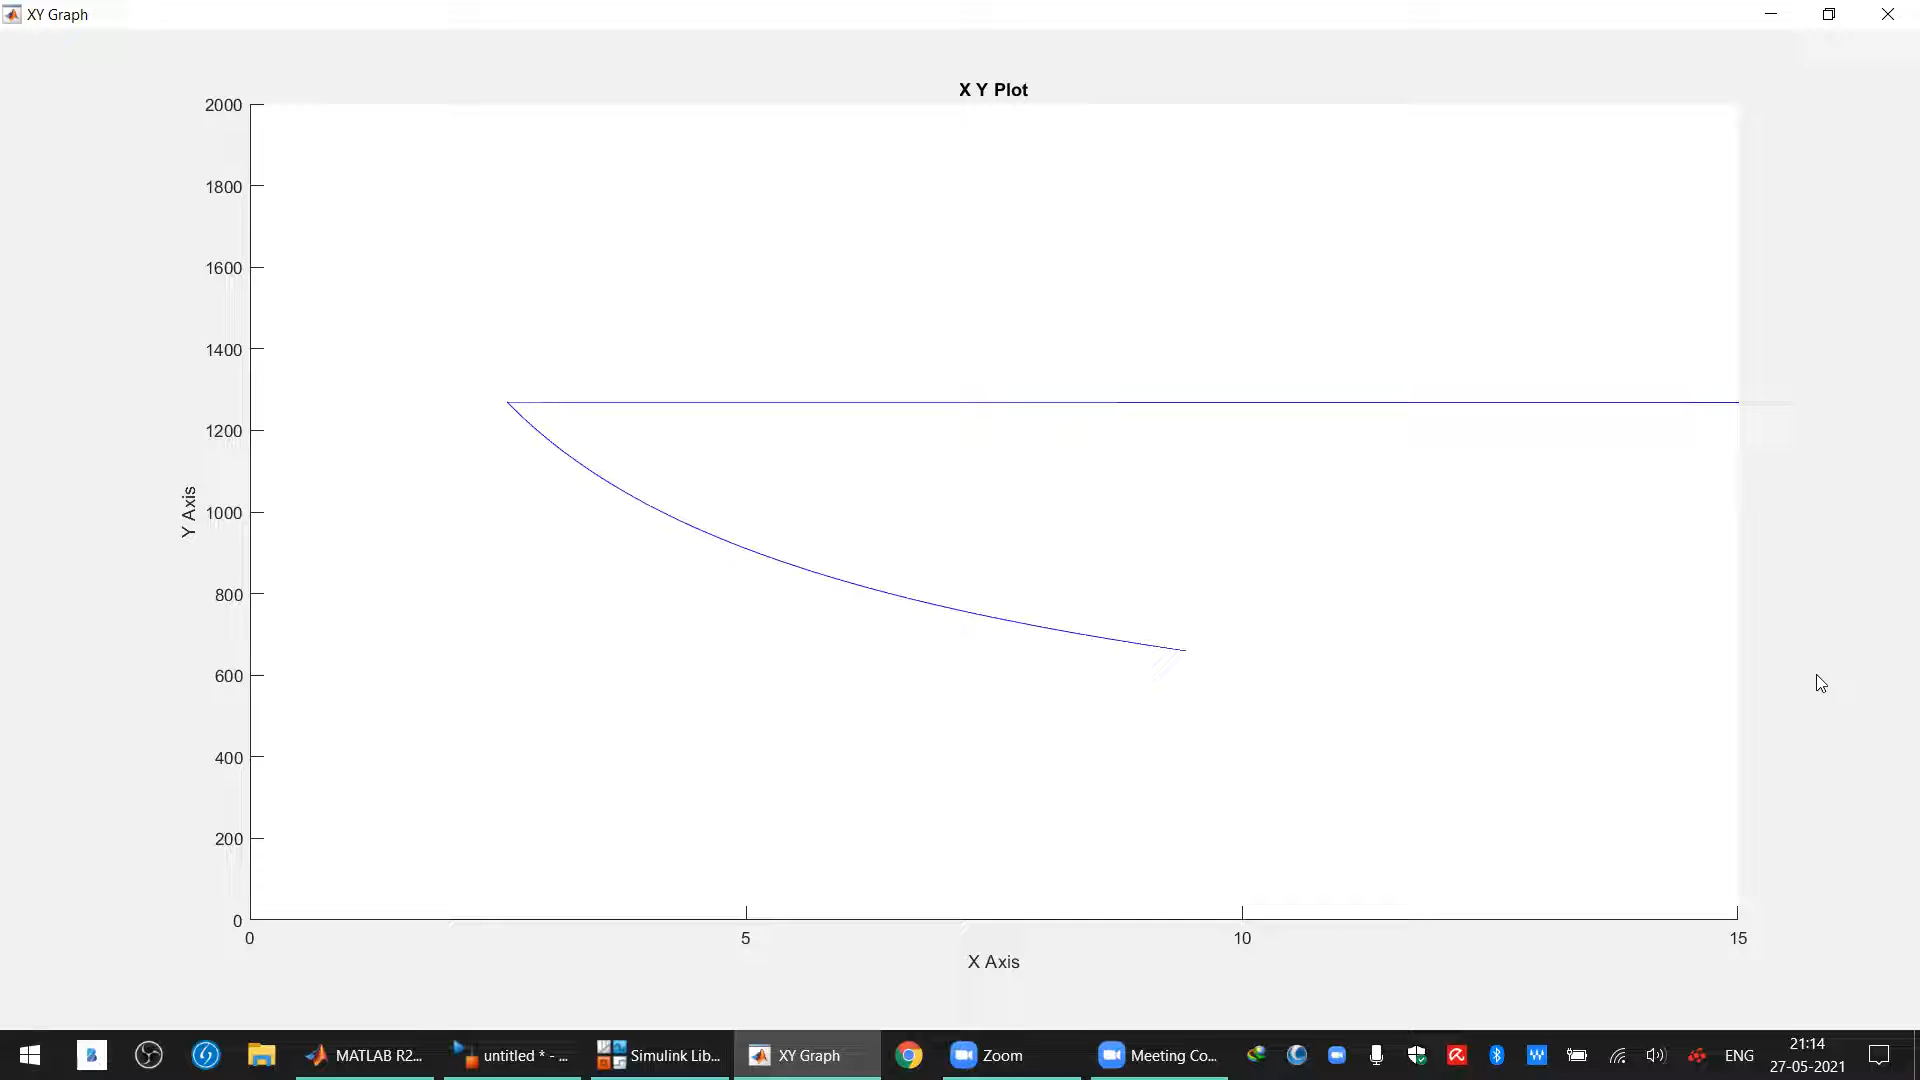 XY Graph
X Y Plot
2000
1800
1600
1400
1200
1000
800
600
400
200
0
Y Axis
0 5 10 15
X Axis
MATLAB R2... untitled * - ... Simulink Lib... XY Graph Zoom Meeting Co... ENG 21:14
27-05-2021